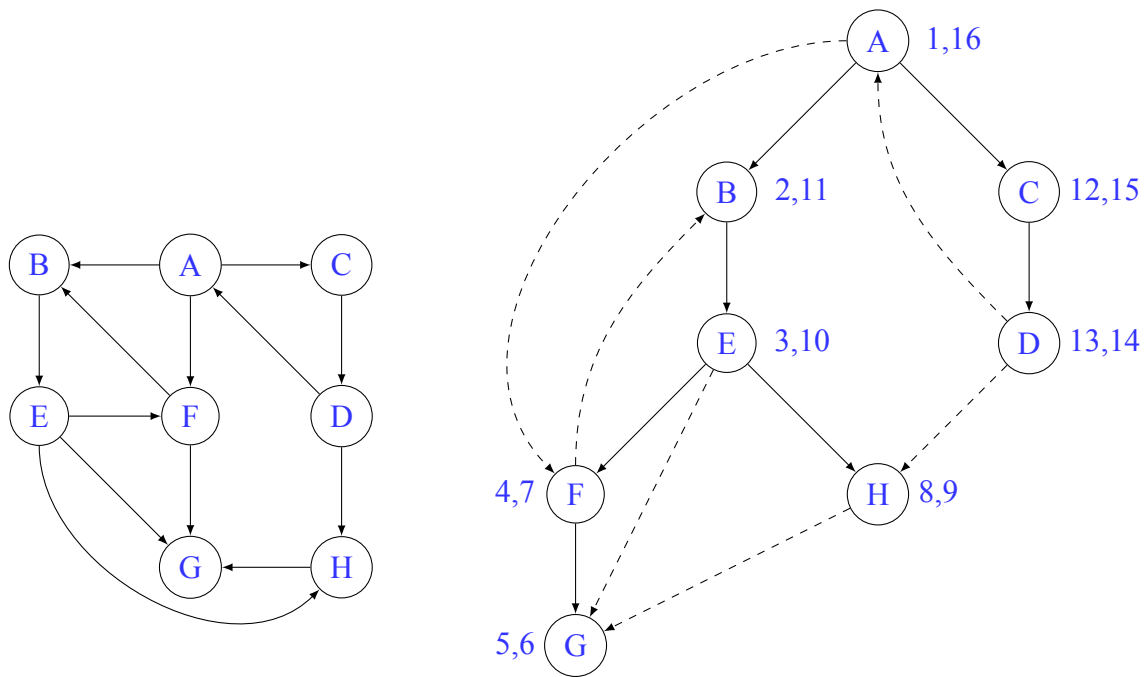 B A C
E F D
G H
A 1,16
B 2,11
C 12,15
E 3,10
D 13,14
4,7 F
H 8,9
5,6 G